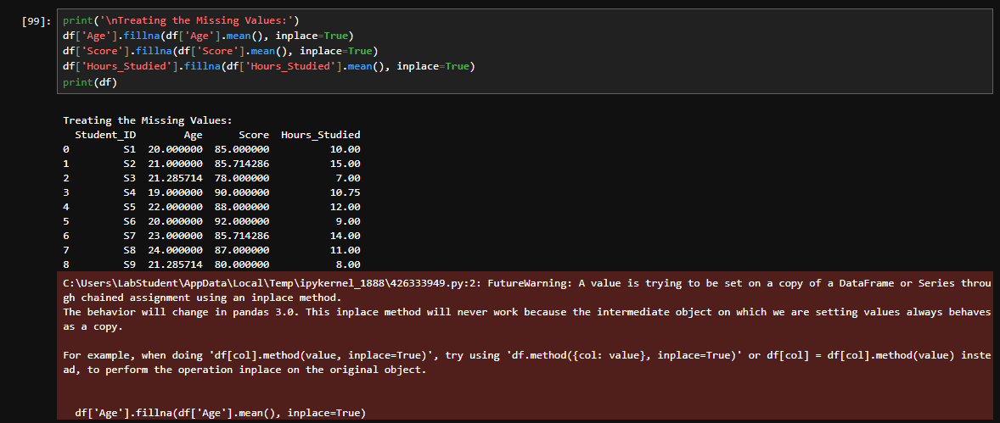 [99]: print('\nTreating the Missing Values:')
df['Age'].fillna(df['Age'].mean(), inplace=True)
df['Score'].fillna(df['Score'].mean(), inplace=True)
df['Hours_Studied'].fillna(df['Hours_Studied'].mean(), inplace=True)
print(df)
Treating the Missing Values:
  Student_ID        Age      Score  Hours_Studied
0         S1  20.000000  85.000000          10.00
1         S2  21.000000  85.714286          15.00
2         S3  21.285714  78.000000           7.00
3         S4  19.000000  90.000000          10.75
4         S5  22.000000  88.000000          12.00
5         S6  20.000000  92.000000           9.00
6         S7  23.000000  85.714286          14.00
7         S8  24.000000  87.000000          11.00
8         S9  21.285714  80.000000           8.00
C:\Users\LabStudent\AppData\Local\Temp\ipykernel_1888\426333949.py:2: FutureWarning: A value is trying to be set on a copy of a DataFrame or Series throu
gh chained assignment using an inplace method.
The behavior will change in pandas 3.0. This inplace method will never work because the intermediate object on which we are setting values always behaves
as a copy.
For example, when doing 'df[col].method(value, inplace=True)', try using 'df.method({col: value}, inplace=True)' or df[col] = df[col].method(value) inste
ad, to perform the operation inplace on the original object.
  df['Age'].fillna(df['Age'].mean(), inplace=True)